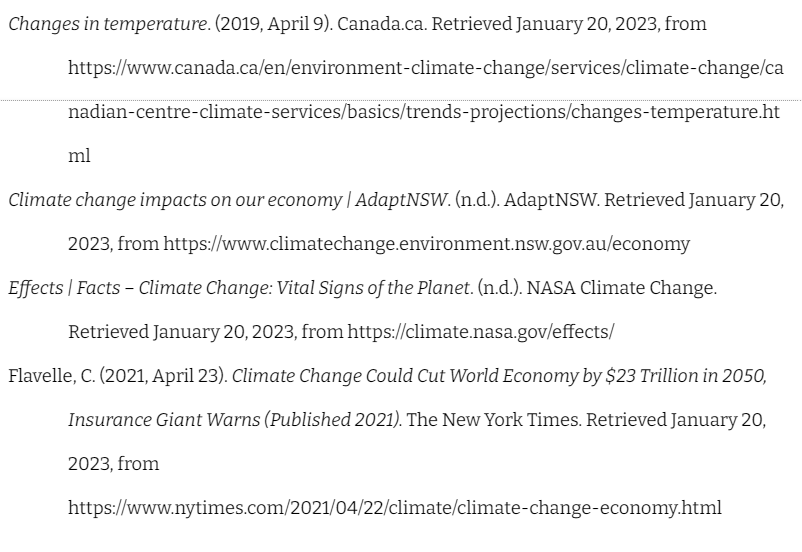 Changes in temperature. (2019, April 9). Canada.ca. Retrieved January 20, 2023, from
https://www.canada.ca/en/environment-climate-change/services/climate-change/ca
nadian-centre-climate-services/basics/trends-projections/changes-temperature.ht
ml
Climate change impacts on our economy | AdaptNSW. (n.d.). AdaptNSW. Retrieved January 20,
2023, from https://www.climatechange.environment.nsw.gov.au/economy
Effects | Facts – Climate Change: Vital Signs of the Planet. (n.d.). NASA Climate Change.
Retrieved January 20, 2023, from https://climate.nasa.gov/effects/
Flavelle, C. (2021, April 23). Climate Change Could Cut World Economy by $23 Trillion in 2050,
Insurance Giant Warns (Published 2021). The New York Times. Retrieved January 20,
2023, from
https://www.nytimes.com/2021/04/22/climate/climate-change-economy.html